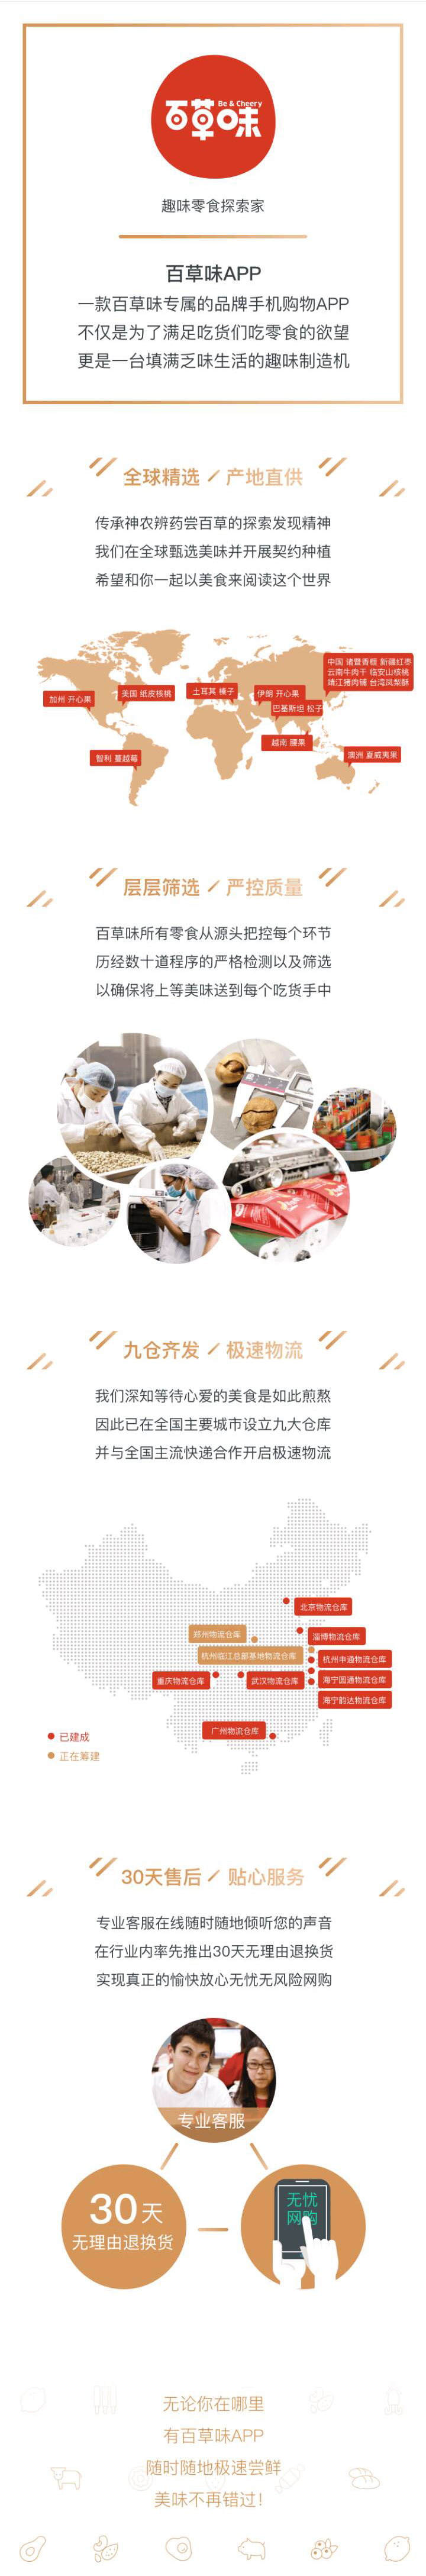 百草味
Be & Cheery
趣味零食探索家
百草味APP
一款百草味专属的品牌手机购物APP
不仅是为了满足吃货们吃零食的欲望
更是一台填满乏味生活的趣味制造机
全球精选 / 产地直供
传承神农辨药尝百草的探索发现精神
我们在全球甄选美味并开展契约种植
希望和你一起以美食来阅读这个世界
中国 诸暨香榧 新疆红枣
云南牛肉干 临安山核桃
靖江猪肉铺 台湾凤梨酥
加州 开心果
美国 纸皮核桃
土耳其 榛子
伊朗 开心果
巴基斯坦 松子
越南 腰果
智利 蔓越莓
澳洲 夏威夷果
层层筛选 / 严控质量
百草味所有零食从源头把控每个环节
历经数十道程序的严格检测以及筛选
以确保将上等美味送到每个吃货手中
九仓齐发 / 极速物流
我们深知等待心爱的美食是如此煎熬
因此已在全国主要城市设立九大仓库
并与全国主流快递合作开启极速物流
北京物流仓库
郑州物流仓库
淄博物流仓库
杭州临江总部基地物流仓库
杭州申通物流仓库
重庆物流仓库
武汉物流仓库
海宁圆通物流仓库
海宁韵达物流仓库
广州物流仓库
已建成
正在筹建
30天售后 / 贴心服务
专业客服在线随时随地倾听您的声音
在行业内率先推出30天无理由退换货
实现真正的愉快放心无忧无风险网购
专业客服
30天
无理由退换货
无忧
网购
无论你在哪里
有百草味APP
随时随地极速尝鲜
美味不再错过！